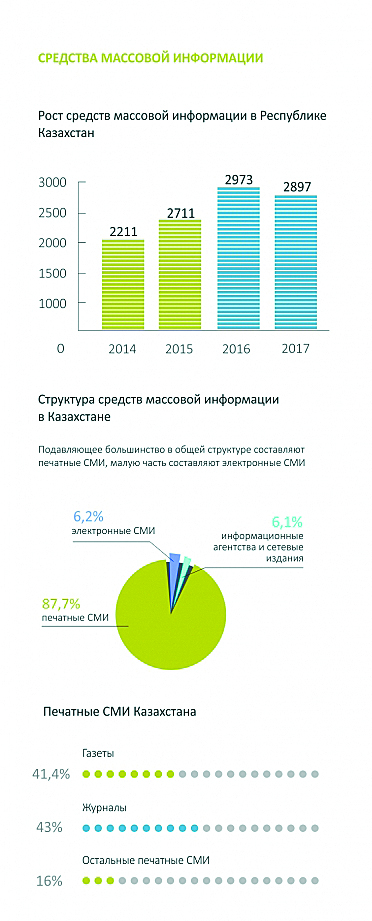 СРЕДСТВА МАССОВОЙ ИНФОРМАЦИИ
Рост средств массовой информации в Республике
Казахстан
3000
2500
2000
1500
1000
0
2211
2711
2973
2897
2014
2015
2016
2017
Структура средств массовой информации
в Казахстане
Подавляющее большинство в общей структуре составляют
печатные СМИ, малую часть составляют электронные СМИ
6,2%
электронные СМИ
6,1%
информационные
агентства и сетевые
издания
87,7%
печатные СМИ
Печатные СМИ Казахстана
Газеты
41,4%
Журналы
43%
Остальные печатные СМИ
16%